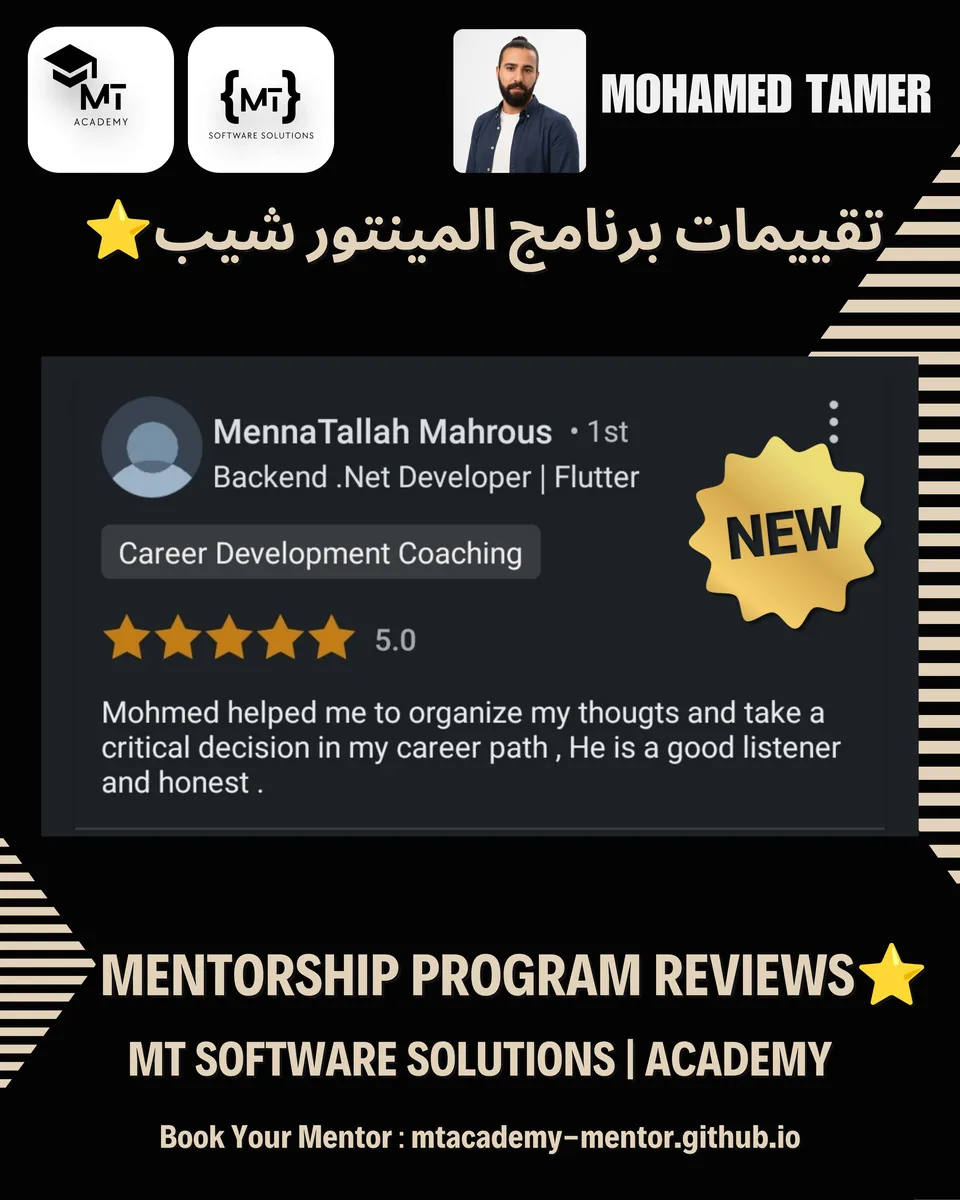 MT
ACADEMY
{MT}
SOFTWARE SOLUTIONS
MOHAMED TAMER
تقييمات برنامج المينتور شيب⭐
MennaTallah Mahrous • 1st
Backend .Net Developer | Flutter
Career Development Coaching
NEW
5.0
Mohmed helped me to organize my thougts and take a
critical decision in my career path , He is a good listener
and honest .
MENTORSHIP PROGRAM REVIEWS⭐
MT SOFTWARE SOLUTIONS | ACADEMY
Book Your Mentor : mtacademy-mentor.github.io